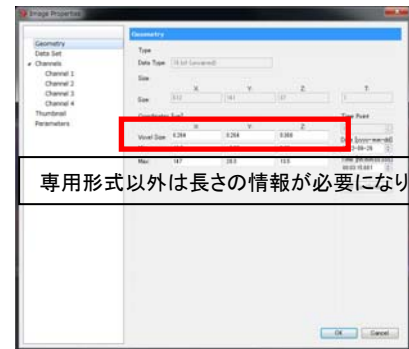 Image Properties
Geometry
Data Set
Channels
Channel 1
Channel 2
Channel 3
Channel 4
Thumbnail
Parameters
Geometry
Type
Data Type
Size
X Y Z T
Size
X Y Z
Time Point
Voxel Size 0.264 0.264
専用形式以外は長さの情報が必要になり
Max
OK Cancel